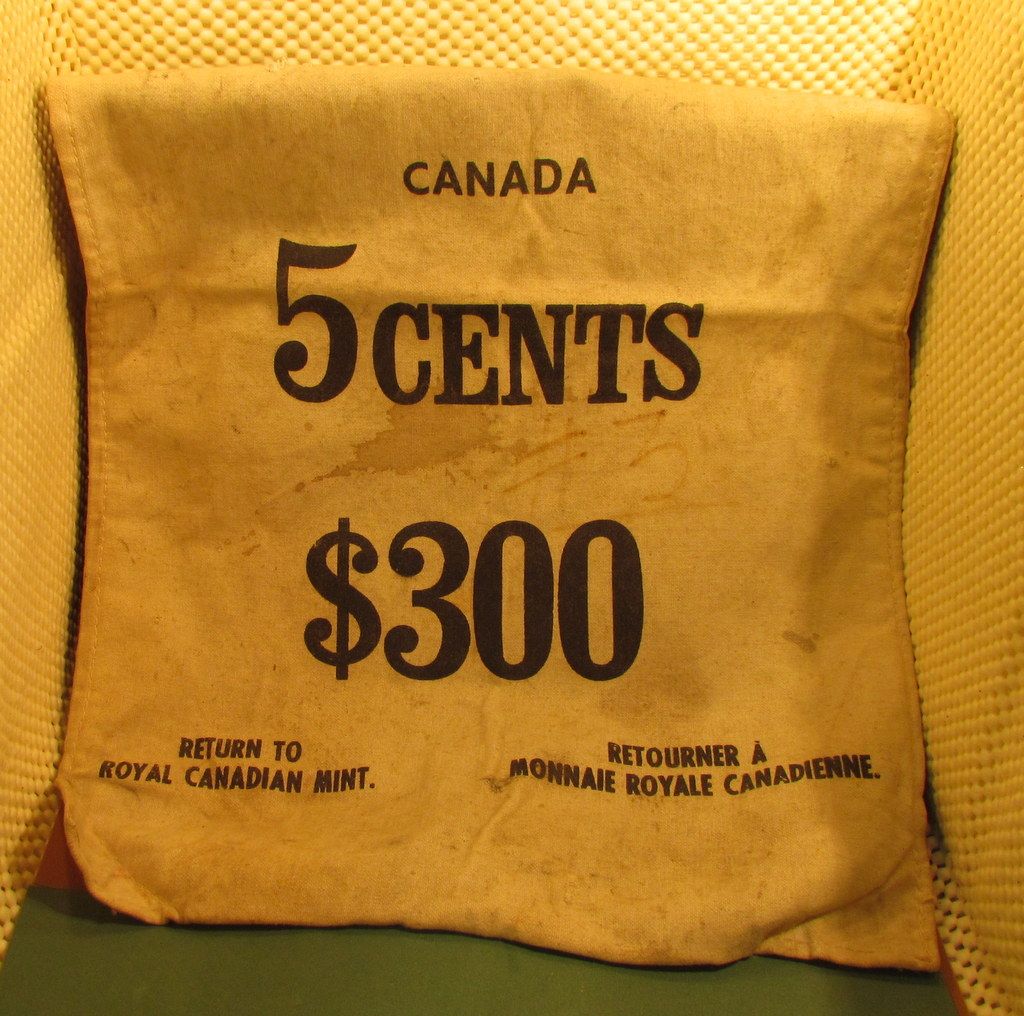 CANADA
5 CENTS
$300
RETURN TO
ROYAL CANADIAN MINT.
RETOURNER À
MONNAIE ROYALE CANADIENNE.